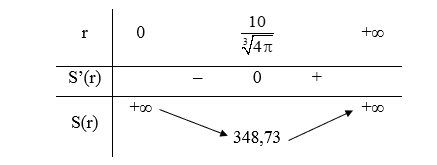 r 0 10/∛4π +∞
S'(r) – 0 +
S(r) +∞ 348,73 +∞